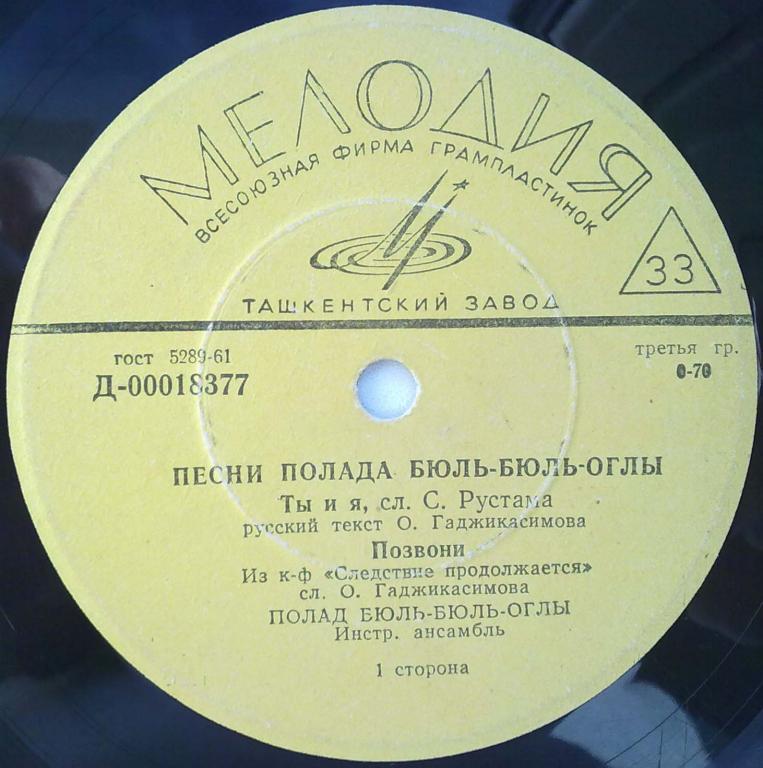 МЕЛОДИЯ
ВСЕСОЮЗНАЯ ФИРМА ГРАМПЛАСТИНОК
33
ТАШКЕНТСКИЙ ЗАВОД
гост 5289-61
третья гр.
Д-00018377
0-70
ПЕСНИ ПОЛАДА БЮЛЬ-БЮЛЬ-ОГЛЫ
Ты и я, сл. С. Рустама
русский текст О. Гаджикасимова
Позвони
Из к-ф «Следствие продолжается»
сл. О. Гаджикасимова
ПОЛАД БЮЛЬ-БЮЛЬ-ОГЛЫ
Инстр. ансамбль
1 сторона